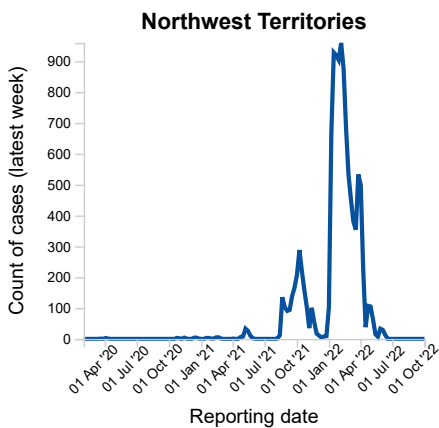 Northwest Territories
Count of cases (latest week)
900
800
700
600
500
400
300
200
100
0
01 Apr '20
01 Jul '20
01 Oct '20
01 Jan '21
01 Apr '21
01 Jul '21
01 Oct '21
01 Jan '22
01 Apr '22
01 Jul '22
01 Oct '22
Reporting date